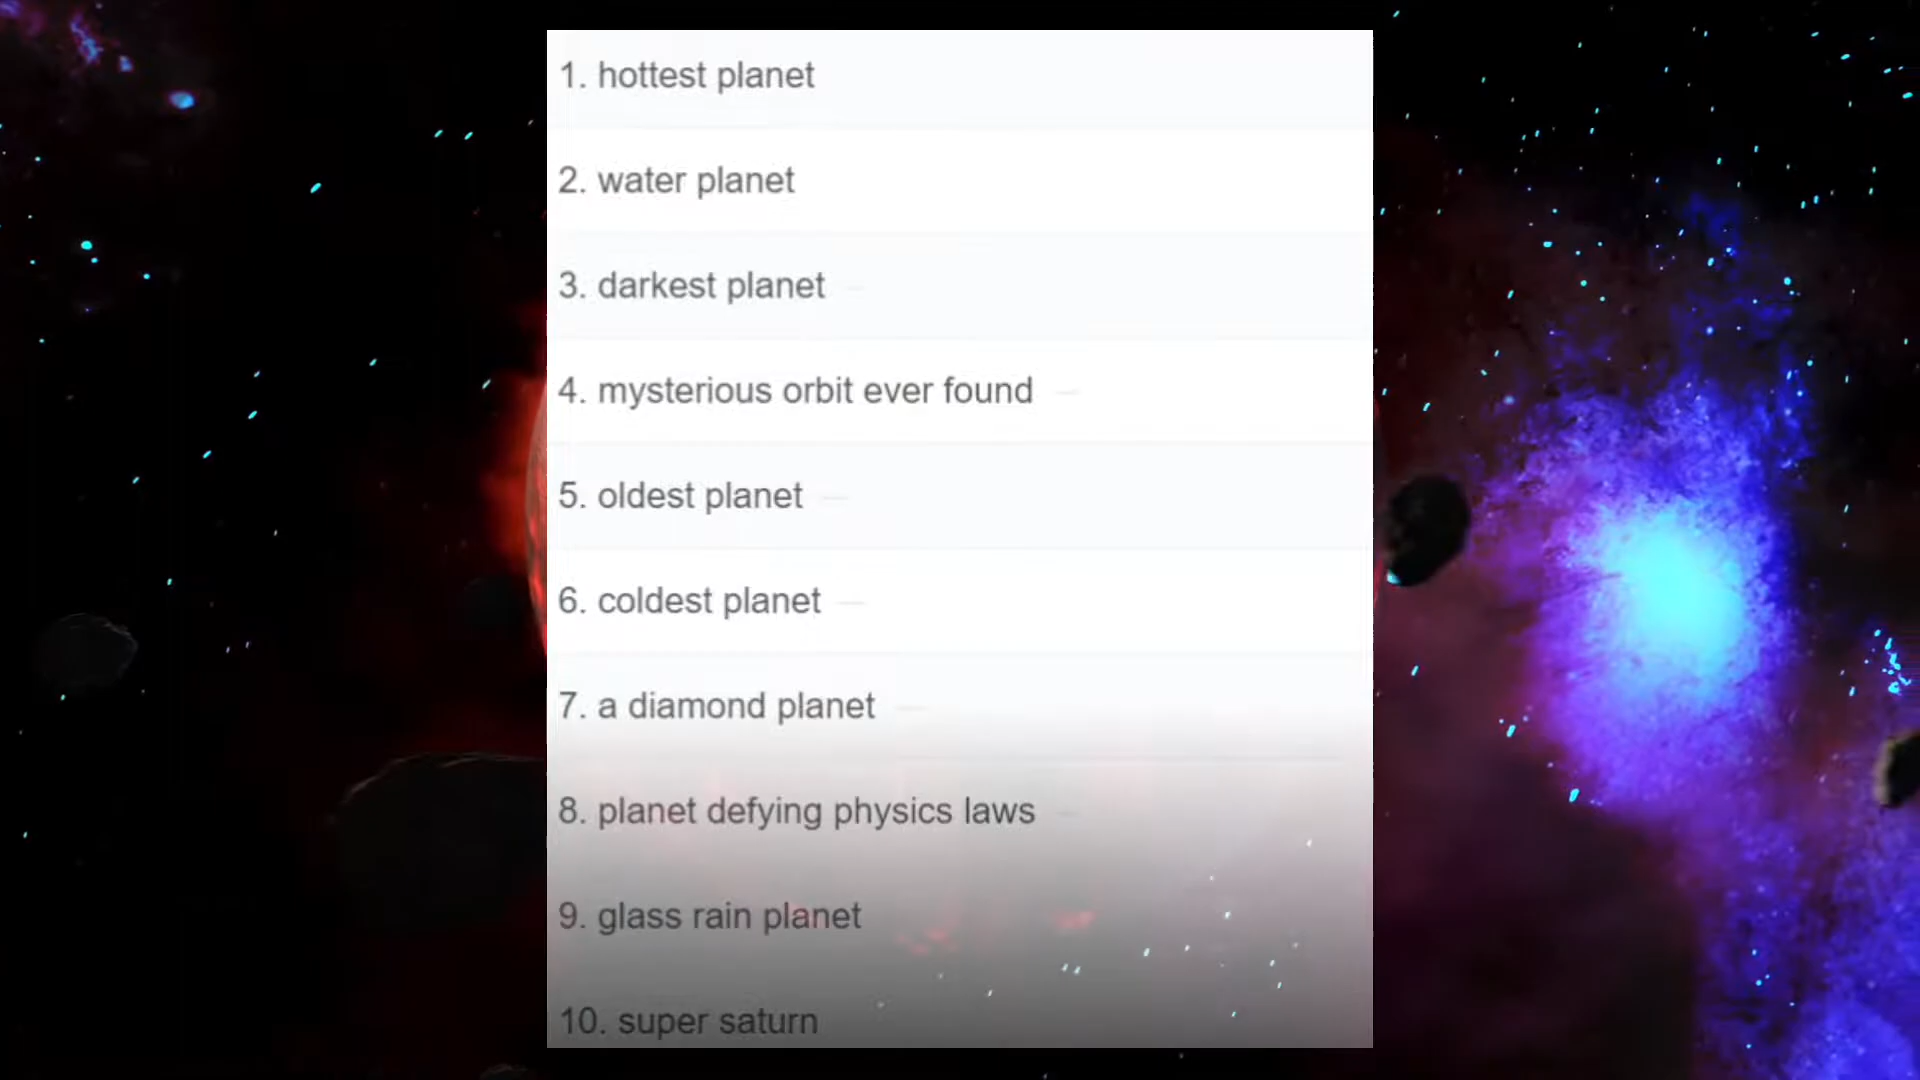 1. hottest planet
2. water planet
3. darkest planet
4. mysterious orbit ever found
5. oldest planet
6. coldest planet
7. a diamond planet
8. planet defying physics laws
9. glass rain planet
10. super saturn